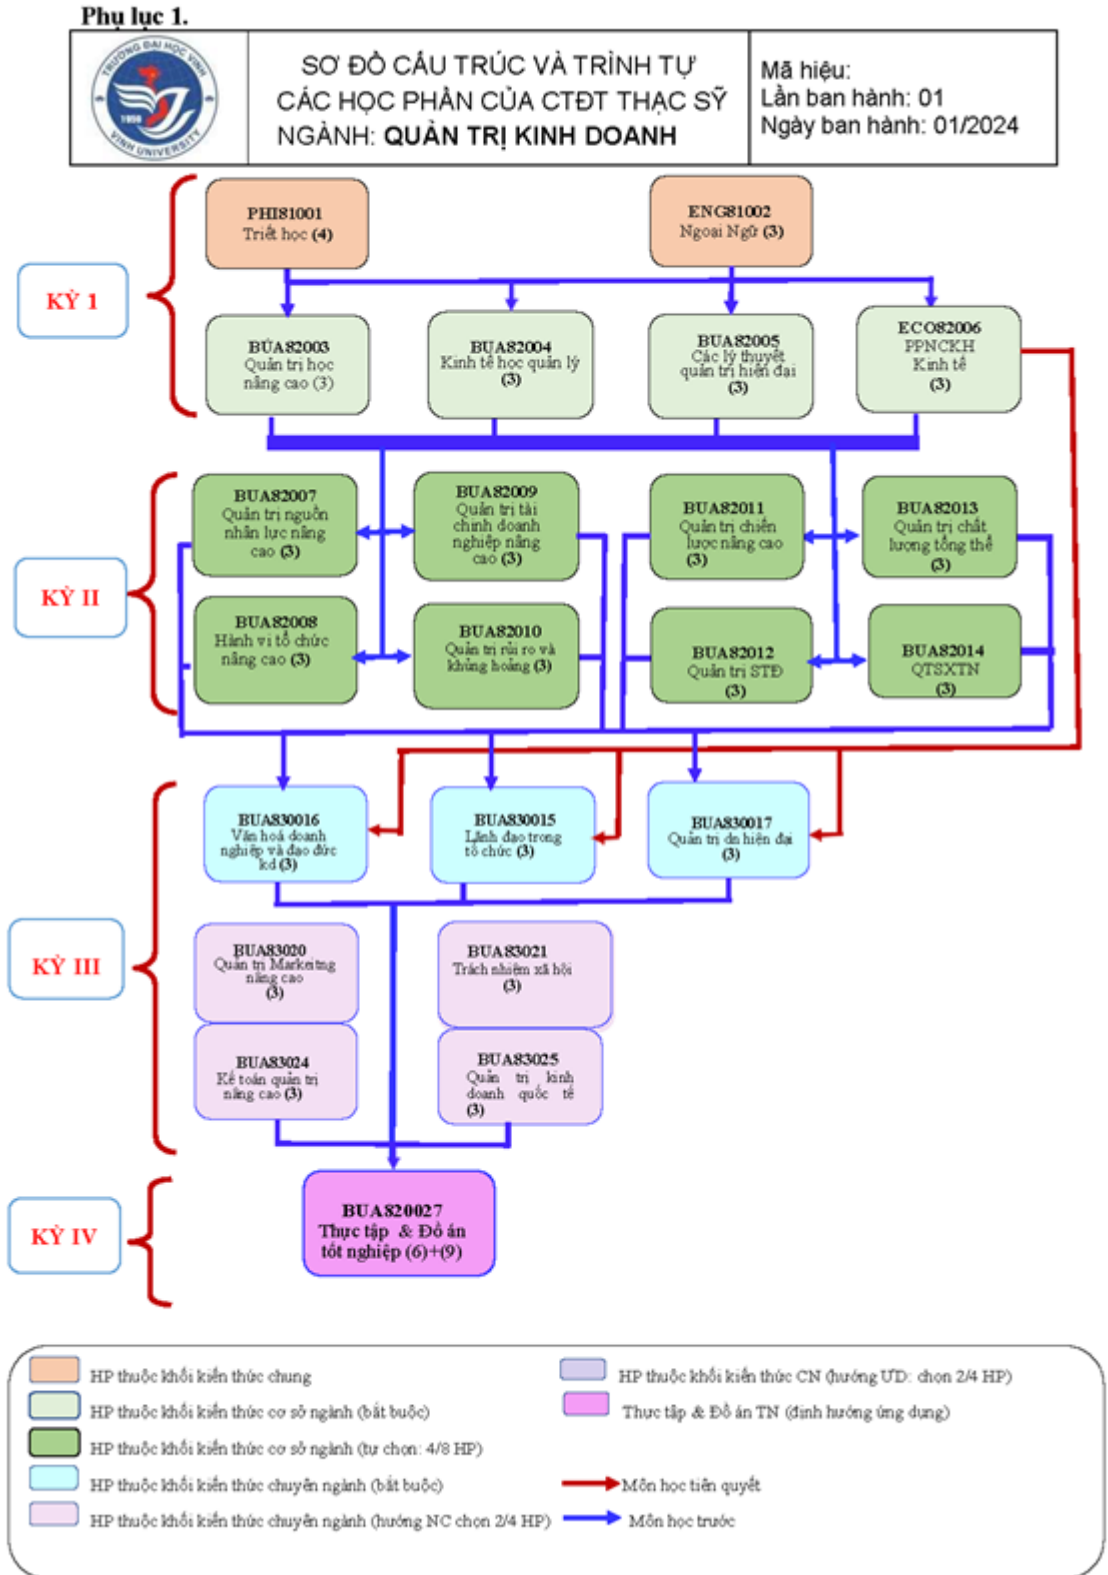 Phụ lục 1.
TRƯỜNG ĐẠI HỌC VINH
1959
VINH UNIVERSITY
SƠ ĐỒ CẤU TRÚC VÀ TRÌNH TỰ
CÁC HỌC PHẦN CỦA CTĐT THẠC SỸ
NGÀNH: QUẢN TRỊ KINH DOANH
Mã hiệu:
Lần ban hành: 01
Ngày ban hành: 01/2024
KỲ 1
PHI81001
Triết học (4)
ENG81002
Ngoại Ngữ (3)
BUA82003
Quản trị học
nâng cao (3)
BUA82004
Kinh tế học quản lý
(3)
BUA82005
Các lý thuyết
quản trị hiện đại
(3)
ECO82006
PPNCKH
Kinh tế
(3)
KỲ II
BUA82007
Quản trị nguồn
nhân lực nâng
cao (3)
BUA82009
Quản trị tài
chinh doanh
nghiệp nâng
cao (3)
BUA82011
Quản trị chiến
lược nâng cao
(3)
BUA82013
Quản trị chất
lượng tổng thể
(3)
BUA82008
Hành vi tổ chức
nâng cao (3)
BUA82010
Quản trị rủi ro và
khủng hoảng (3)
BUA82012
Quản trị STĐ
(3)
BUA82014
QTSXTN
(3)
KỲ III
BUA830016
Văn hoá doanh
nghiệp và đạo đức
kd (3)
BUA830015
Lãnh đạo trong
tổ chức (3)
BUA830017
Quản trị dn hiện đại
(3)
BUA83020
Quản trị Markeitng
nâng cao
(3)
BUA83021
Trách nhiệm xã hội
(3)
BUA83024
Kế toán quản trị
nâng cao (3)
BUA83025
Quản trị kinh
doanh quốc tế
(3)
KỲ IV
BUA820027
Thực tập & Đồ án
tốt nghiệp (6)+(9)
HP thuộc khối kiến thức chung
HP thuộc khối kiến thức CN (hướng ƯD: chọn 2/4 HP)
HP thuộc khối kiến thức cơ sở ngành (bắt buộc)
Thực tập & Đồ án TN (định hướng ứng dụng)
HP thuộc khối kiến thức cơ sở ngành (tự chọn: 4/8 HP)
HP thuộc khối kiến thức chuyên ngành (bắt buộc)
Môn học tiên quyết
HP thuộc khối kiến thức chuyên ngành (hướng NC chọn 2/4 HP)
Môn học trước